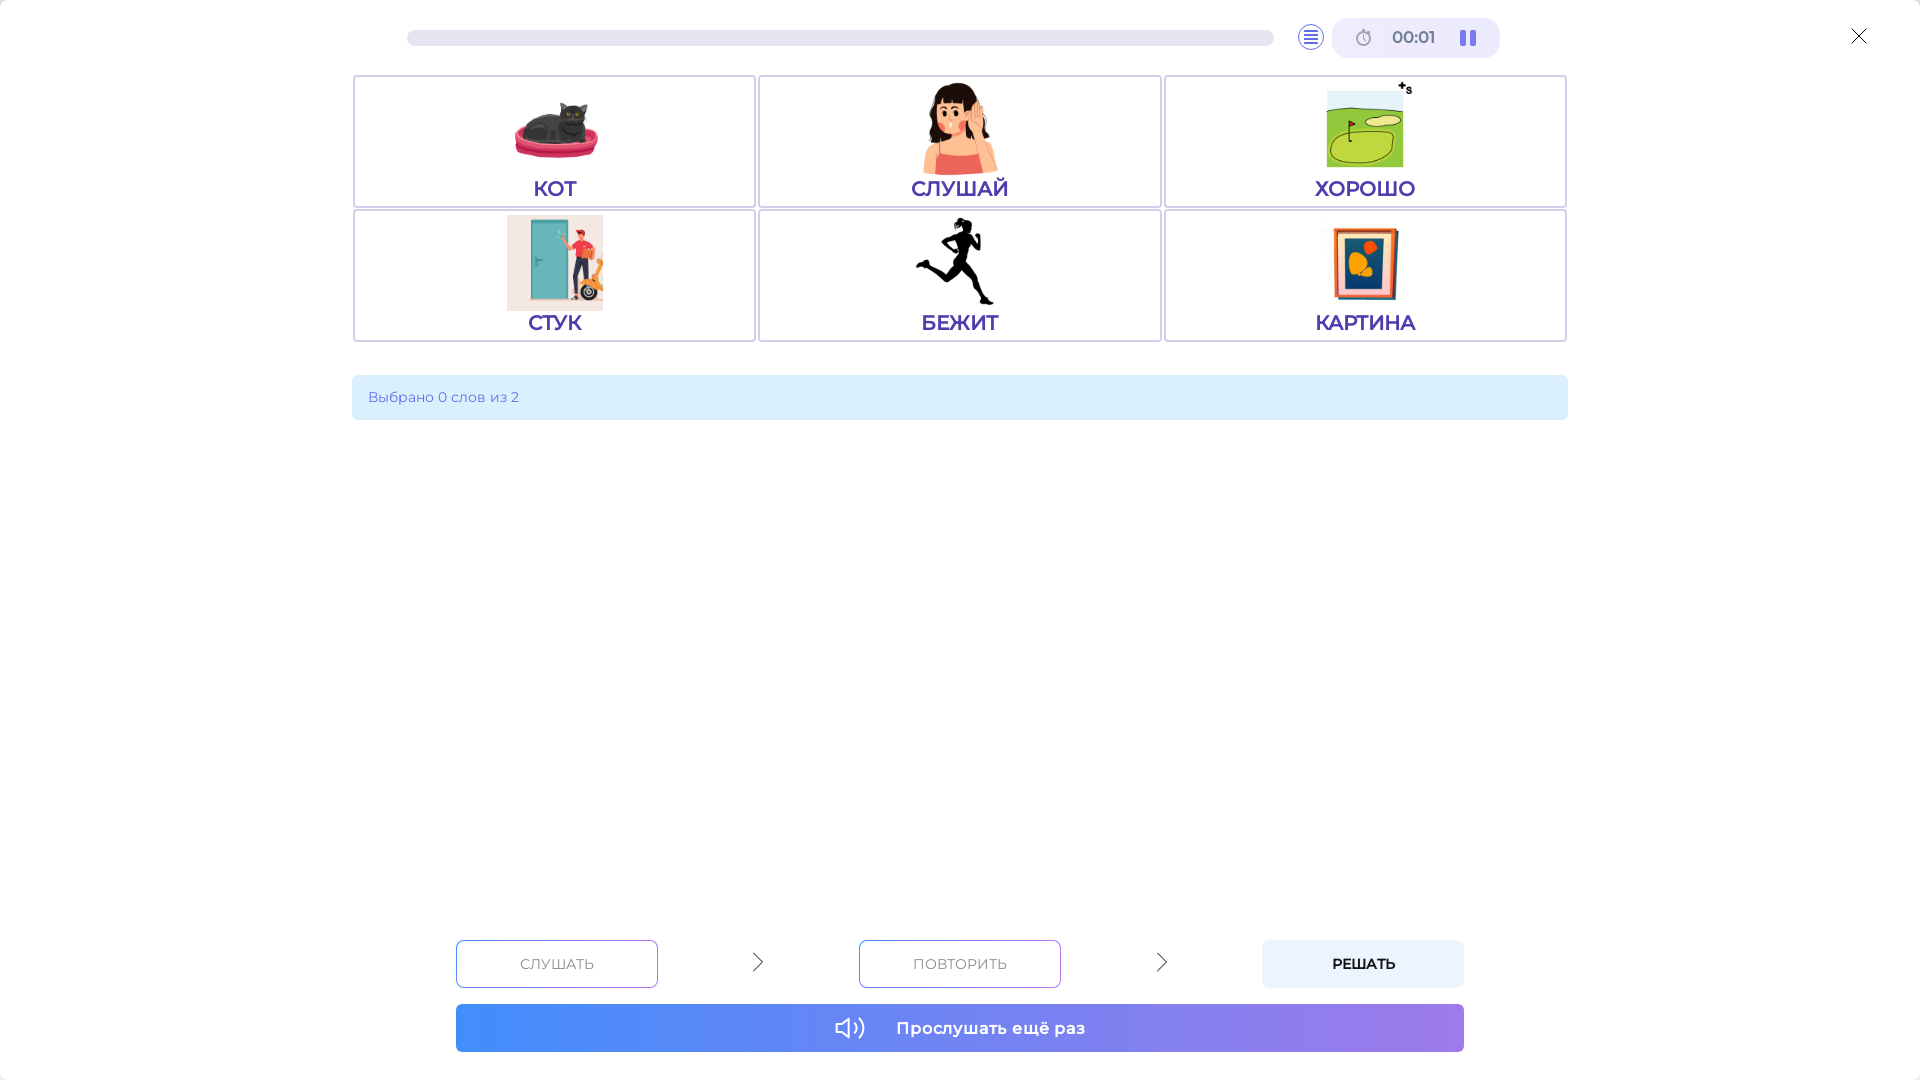 00:01
+s
КОТ
СЛУШАЙ
ХОРОШО
СТУК
БЕЖИТ
КАРТИНА
Выбрано 0 слов из 2
СЛУШАТЬ
ПОВТОРИТЬ
РЕШАТЬ
Прослушать ещё раз